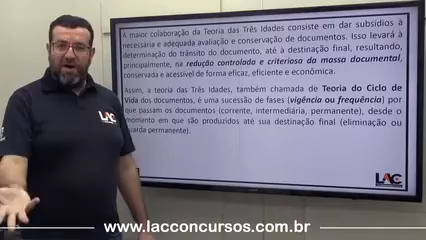 A maior colaboração da Teoria das Três Idades consiste em dar subsídios à
necessária e adequada avaliação e conservação de documentos. Isso levará à
determinação do trânsito do documento, até à destinação final, resultando,
principalmente, na redução controlada e criteriosa da massa documental,
conservada e acessível de forma eficaz, eficiente e econômica.
Assim, a teoria das Três Idades, também chamada de Teoria do Ciclo de
Vida dos documentos, é uma sucessão de fases (vigência ou frequência) por
que passam os documentos (corrente, intermediária, permanente), desde o
momento em que são produzidos até sua destinação final (eliminação ou
guarda permanente).
LAC
LAC
www.lacconcursos.com.br